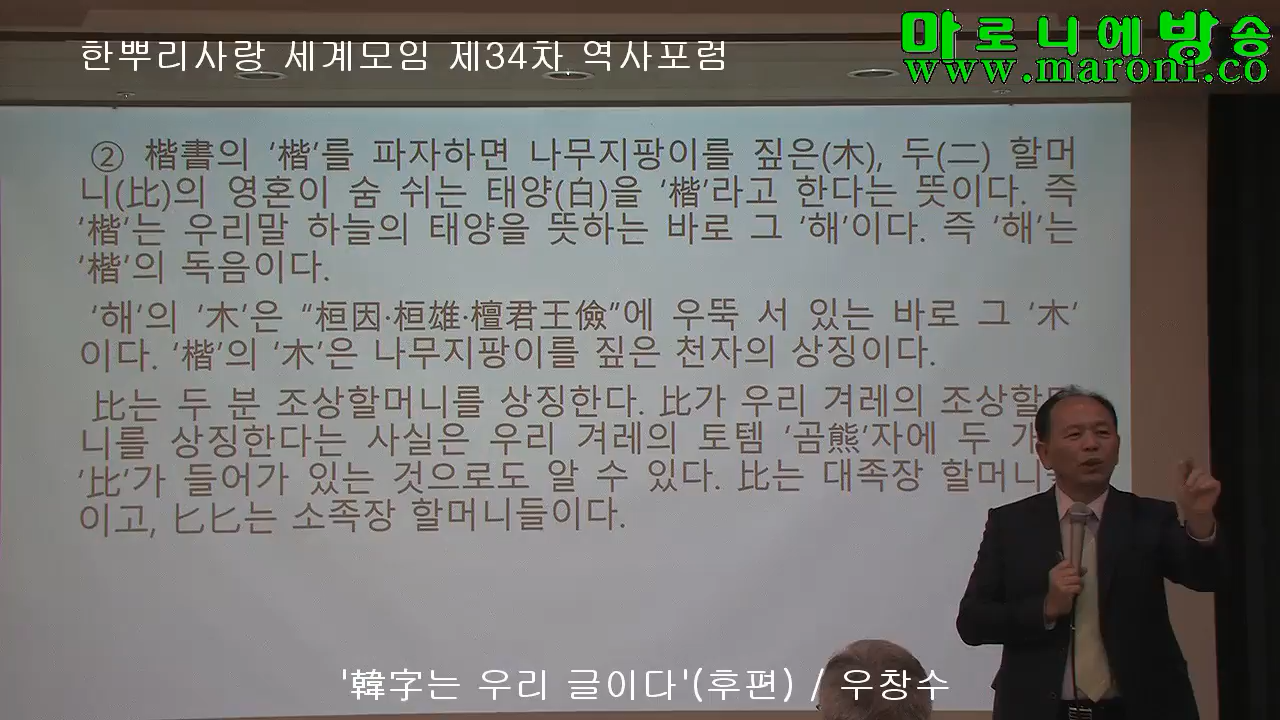 한뿌리사랑 세계모임 제34차 역사포럼
마로니에방송
www.maroni.co
② 楷書의 ‘楷’를 파자하면 나무지팡이를 짚은(木), 두(二) 할머
니(比)의 영혼이 숨 쉬는 태양(白)을 ‘楷’라고 한다는 뜻이다. 즉
‘楷’는 우리말 하늘의 태양을 뜻하는 바로 그 ‘해’이다. 즉 ‘해’는
‘楷’의 독음이다.
‘해’의 ‘木’은 “桓因·桓雄·檀君王儉”에 우뚝 서 있는 바로 그 ‘木’
이다. ‘楷’의 ‘木’은 나무지팡이를 짚은 천자의 상징이다.
比는 두 분 조상할머니를 상징한다. 比가 우리 겨레의 조상할
니를 상징한다는 사실은 우리 겨레의 토템 ‘곰熊’자에 두 개
‘比’가 들어가 있는 것으로도 알 수 있다. 比는 대족장 할머니
이고, 匕匕는 소족장 할머니들이다.
'韓字는 우리 글이다'(후편) / 우창수